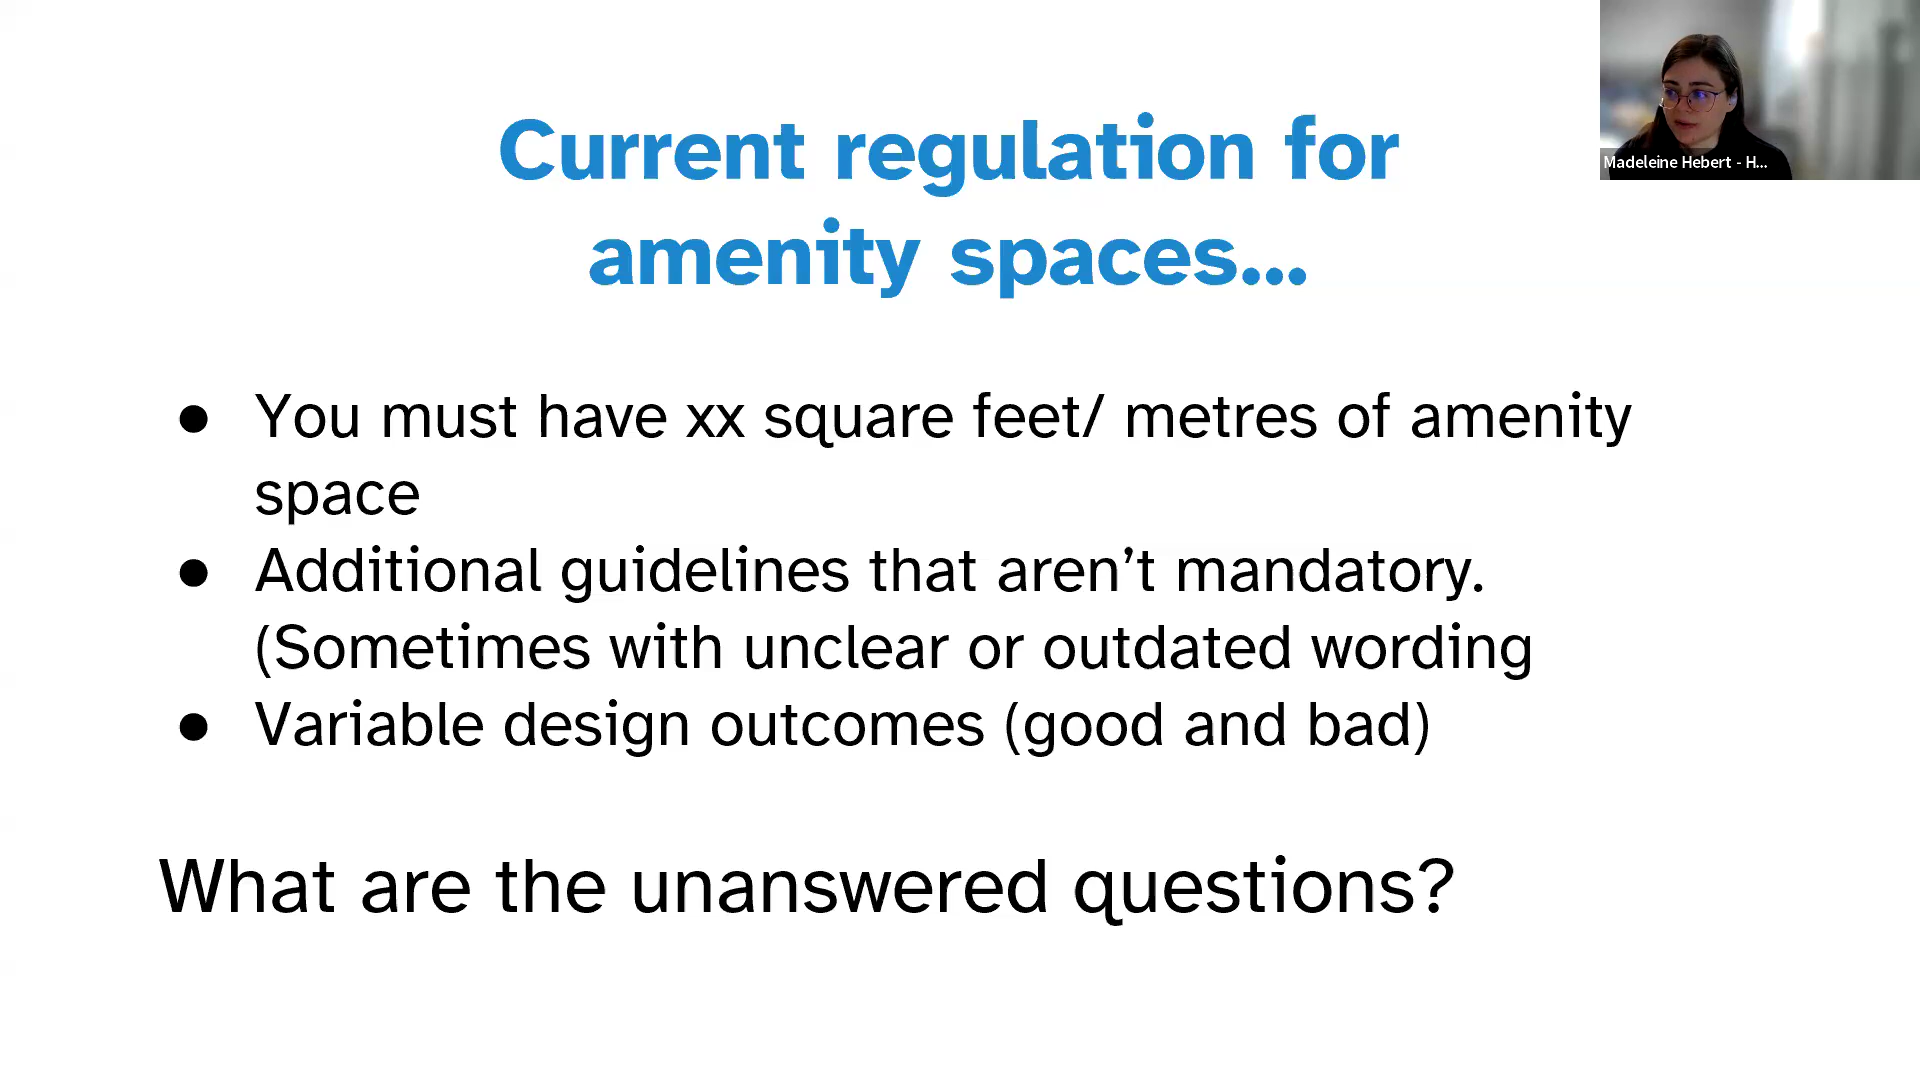 Current regulation for
amenity spaces...
Madeleine Hebert - H...
● You must have xx square feet/ metres of amenity
space
● Additional guidelines that aren’t mandatory.
(Sometimes with unclear or outdated wording
● Variable design outcomes (good and bad)
What are the unanswered questions?